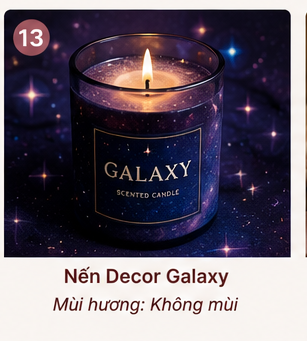 13
GALAXY
SCENTED CANDLE
Nến Decor Galaxy
Mùi hương: Không mùi